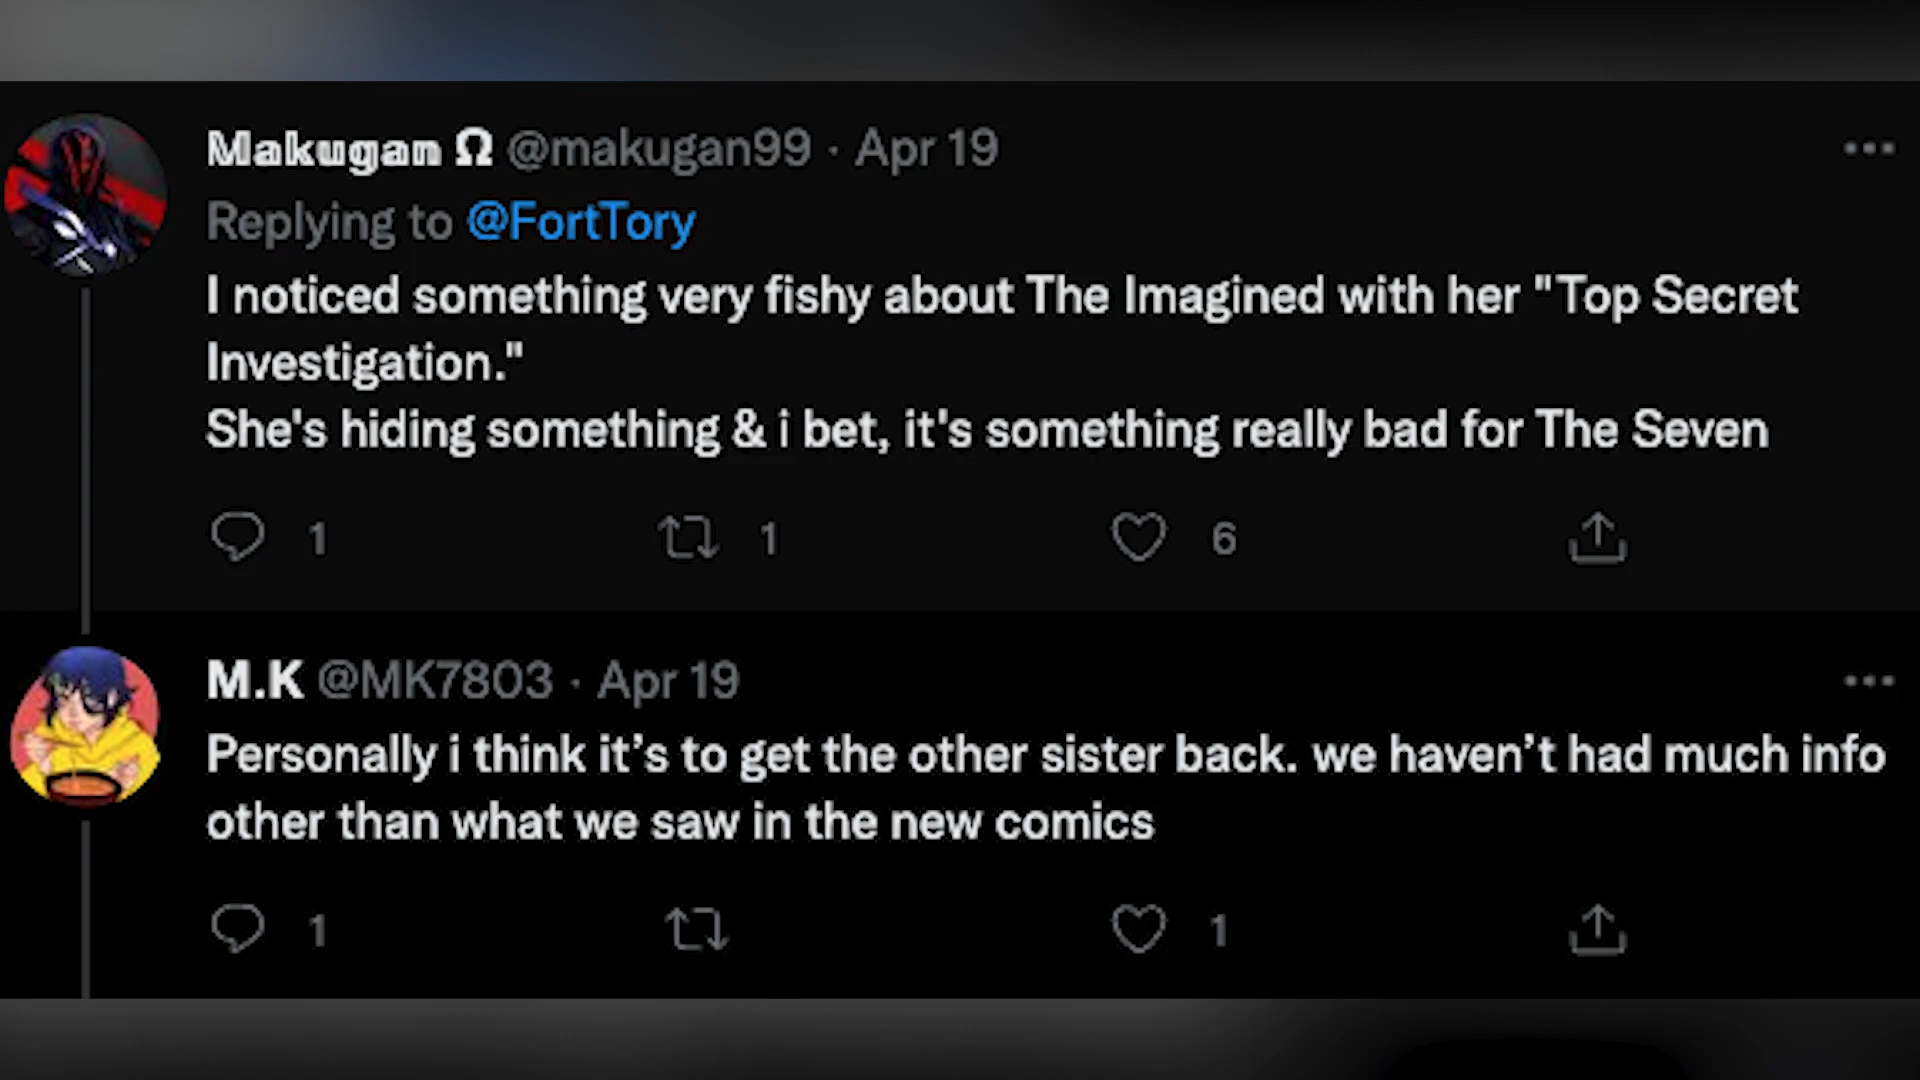 Makugan Ω @makugan99 · Apr 19
Replying to @FortTory
I noticed something very fishy about The Imagined with her "Top Secret
Investigation."
She's hiding something & i bet, it's something really bad for The Seven
1 1 6
M.K @MK7803 · Apr 19
Personally i think it’s to get the other sister back. we haven’t had much info
other than what we saw in the new comics
1 1